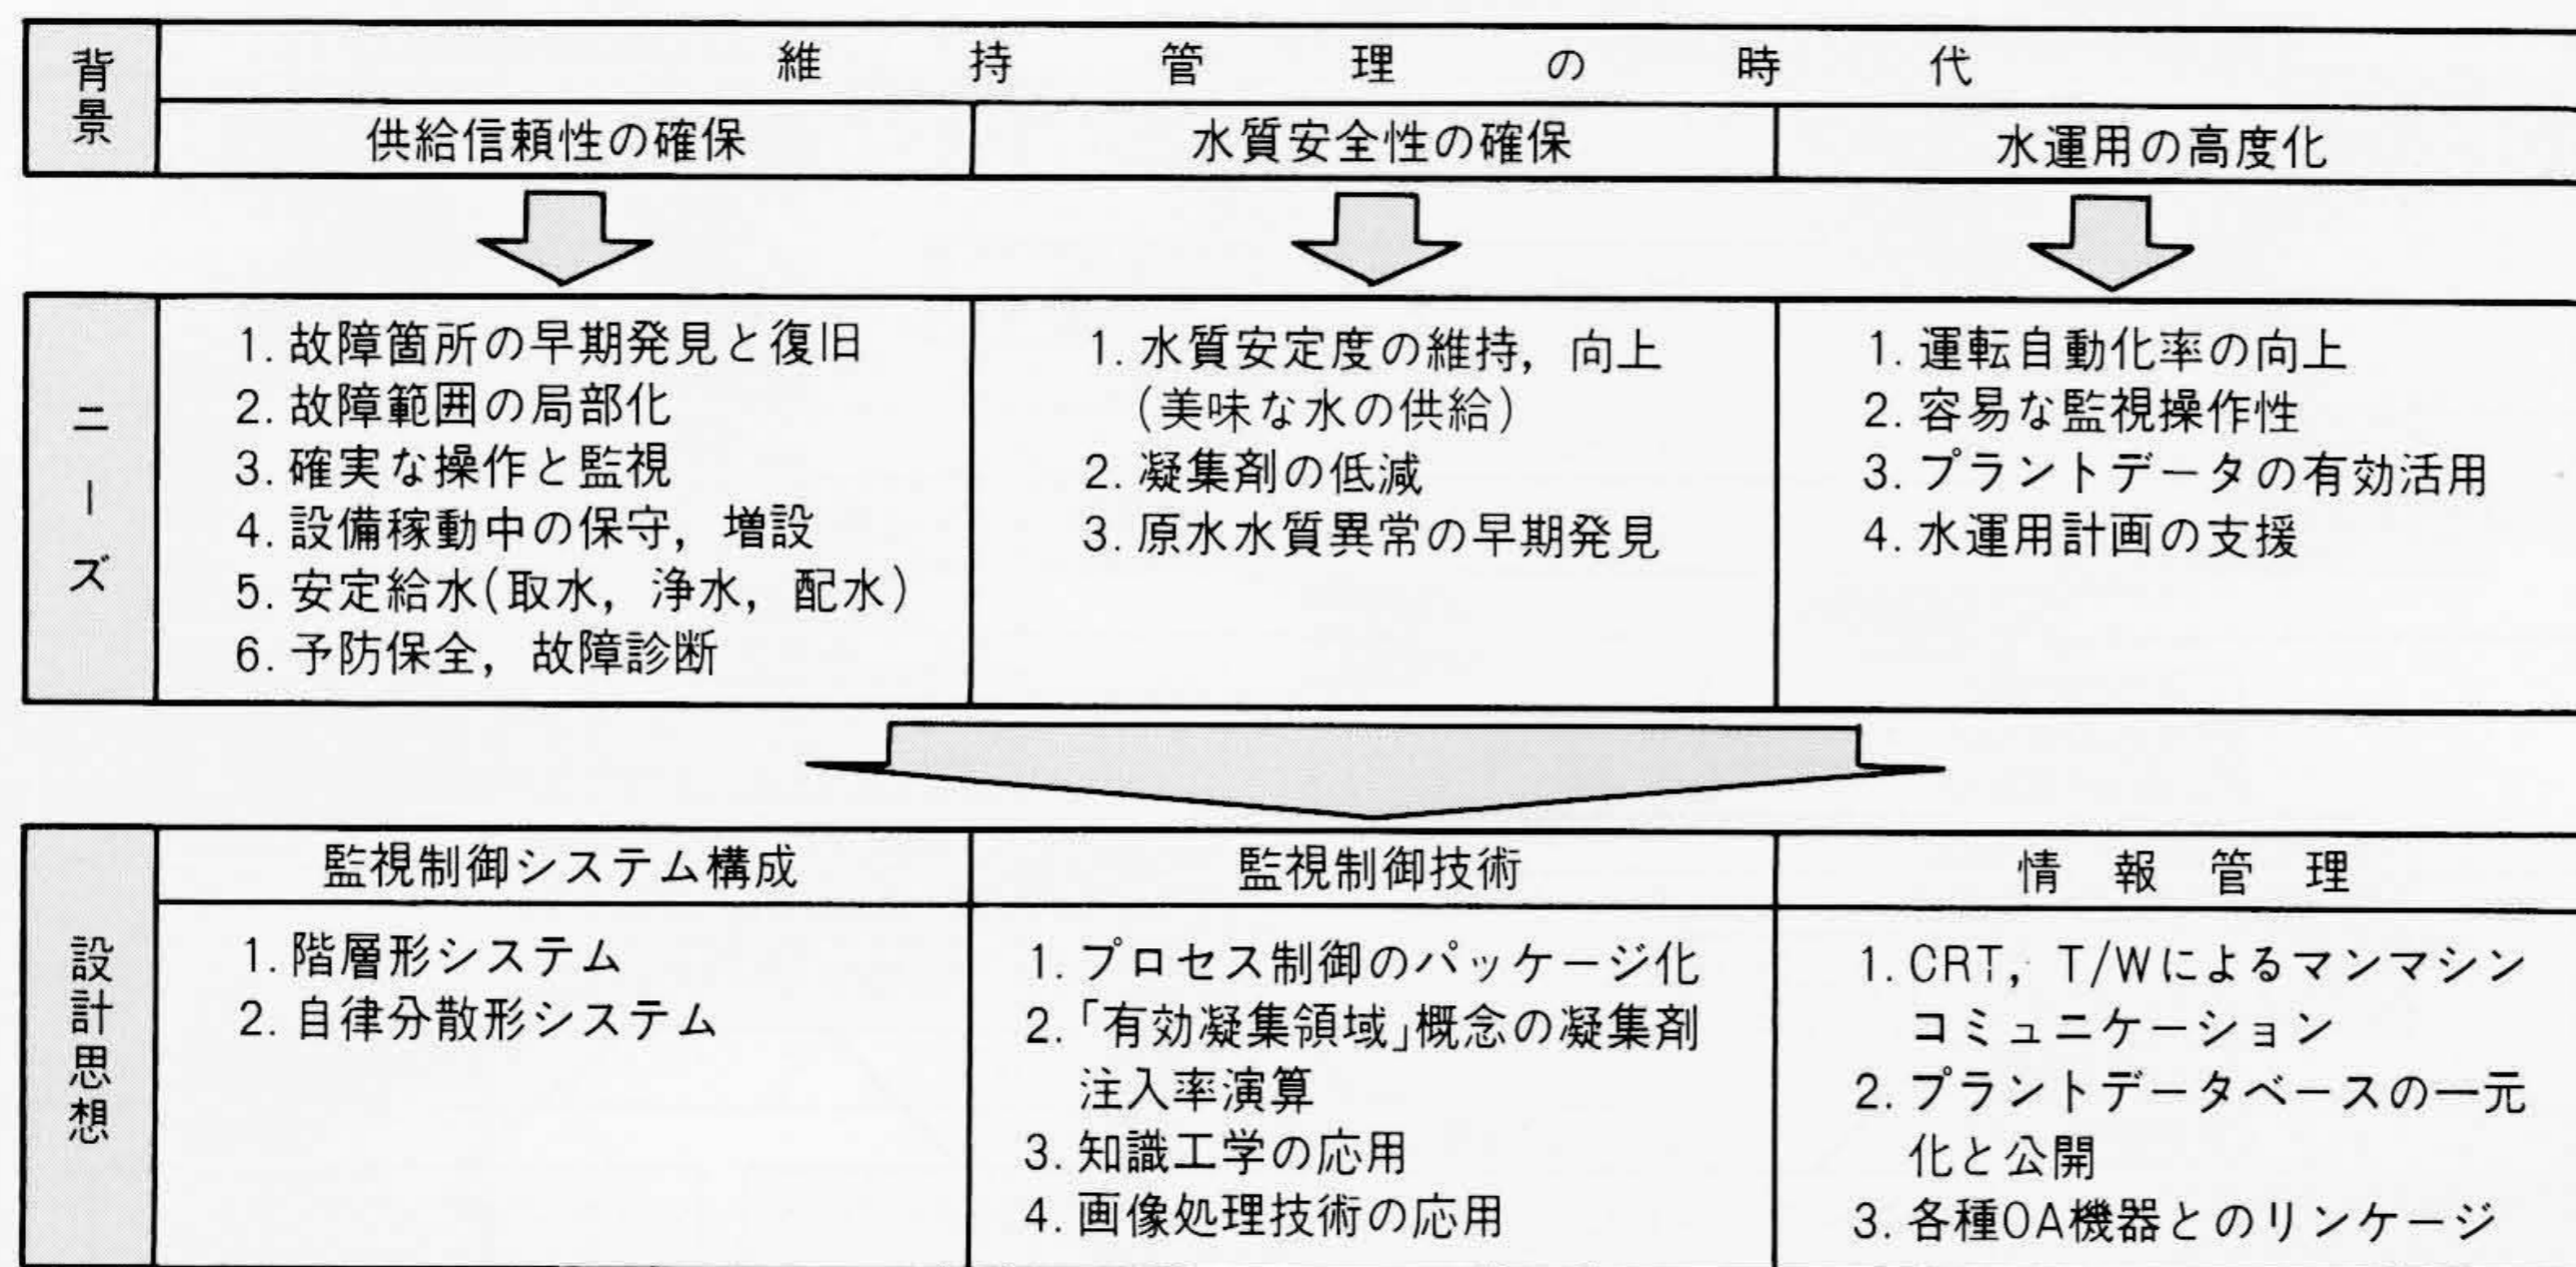 背景
維持管理の時代
供給信頼性の確保
水質安全性の確保
水運用の高度化
ニーズ
1. 故障箇所の早期発見と復旧
2. 故障範囲の局部化
3. 確実な操作と監視
4. 設備稼動中の保守，増設
5. 安定給水(取水，浄水，配水)
6. 予防保全，故障診断
1. 水質安定度の維持，向上
(美味な水の供給)
2. 凝集剤の低減
3. 原水水質異常の早期発見
1. 運転自動化率の向上
2. 容易な監視操作性
3. プラントデータの有効活用
4. 水運用計画の支援
設計思想
監視制御システム構成
1. 階層形システム
2. 自律分散形システム
監視制御技術
1. プロセス制御のパッケージ化
2.「有効凝集領域」概念の凝集剤
注入率演算
3. 知識工学の応用
4. 画像処理技術の応用
情報管理
1. CRT，T/Wによるマンマシン
コミュニケーション
2. プラントデータベースの一元
化と公開
3. 各種OA機器とのリンケージ